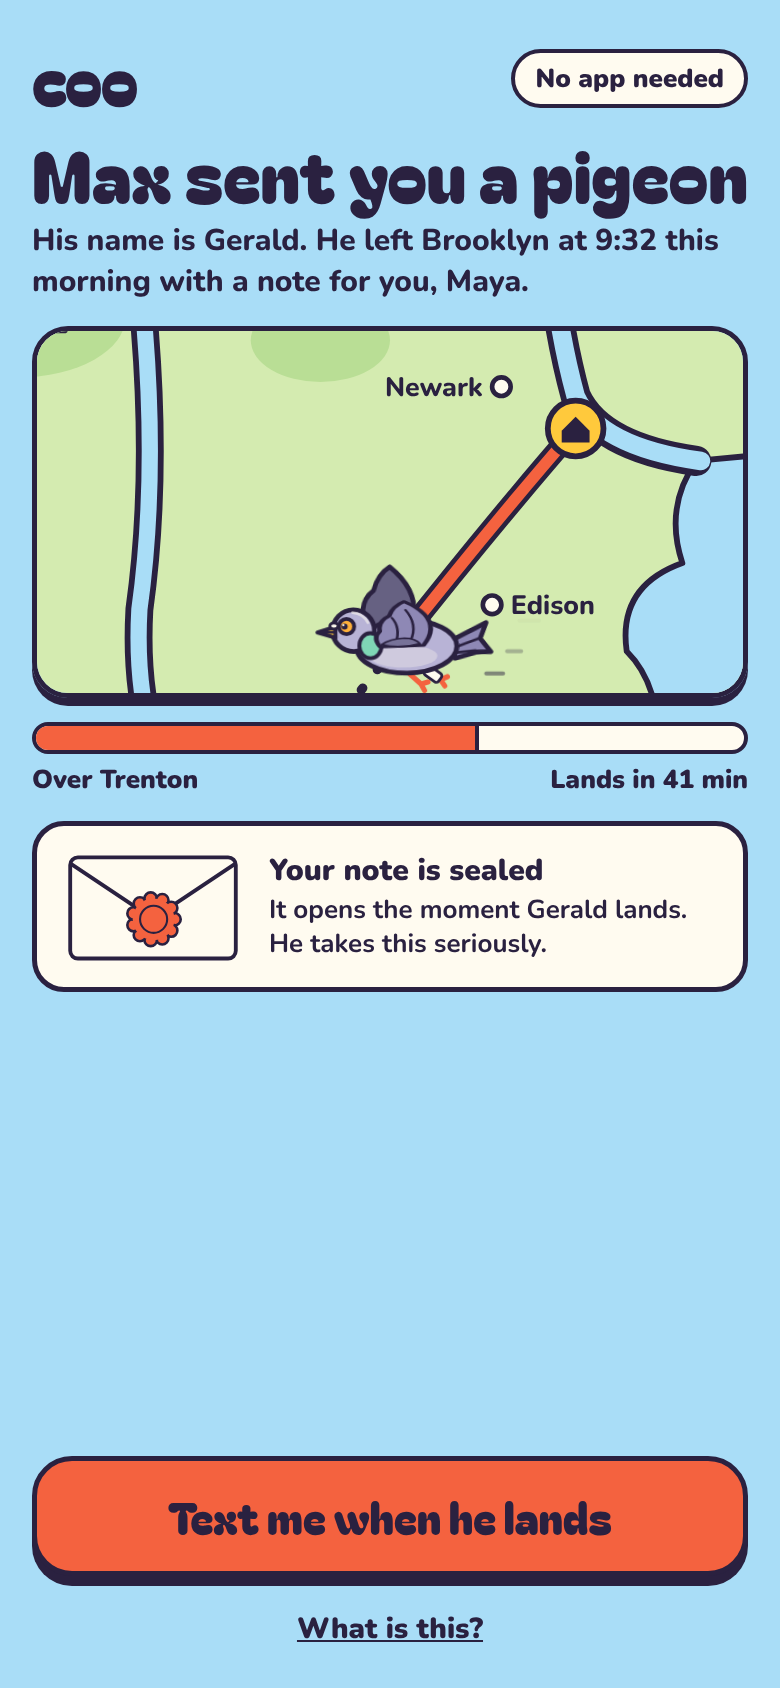 coo
No app needed
Max sent you a pigeon
His name is Gerald. He left Brooklyn at 9:32 this
morning with a note for you, Maya.
Newark
Edison
Over Trenton
Lands in 41 min
Your note is sealed
It opens the moment Gerald lands.
He takes this seriously.
Text me when he lands
What is this?